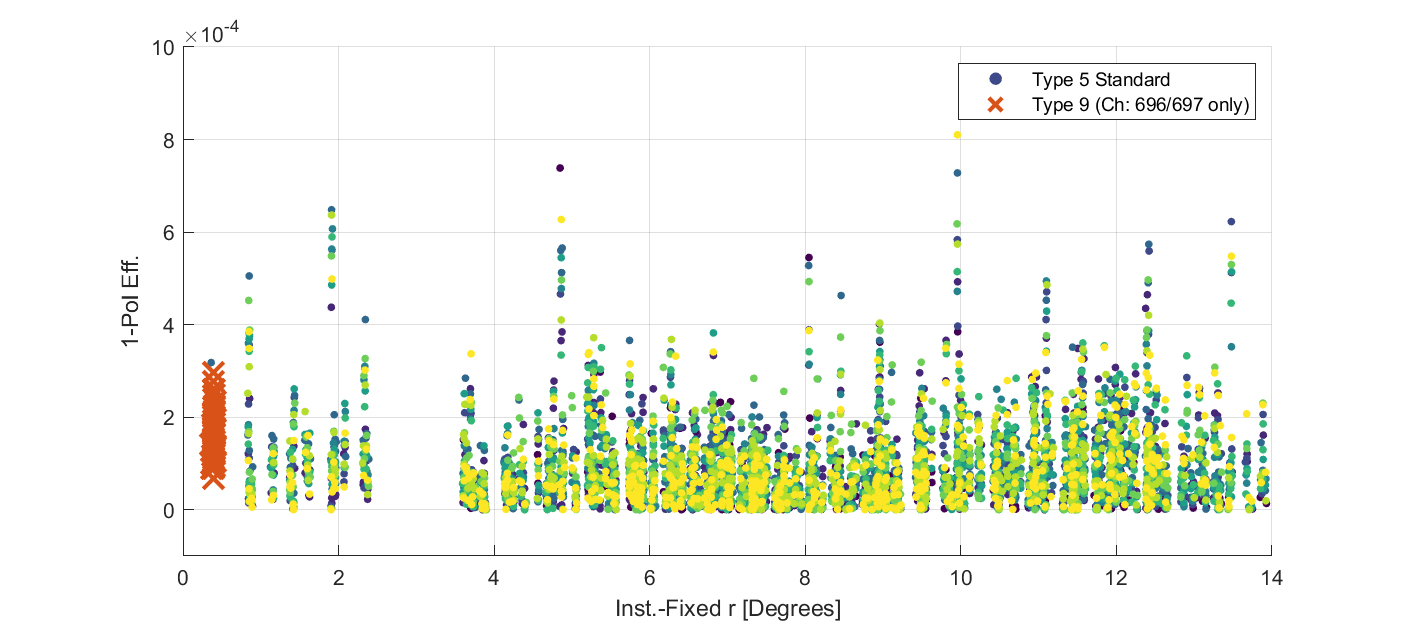 ×10⁻⁴
10
8
6
4
2
0
1-Pol Eff.
Type 5 Standard
Type 9 (Ch: 696/697 only)
0 2 4 6 8 10 12 14
Inst.-Fixed r [Degrees]